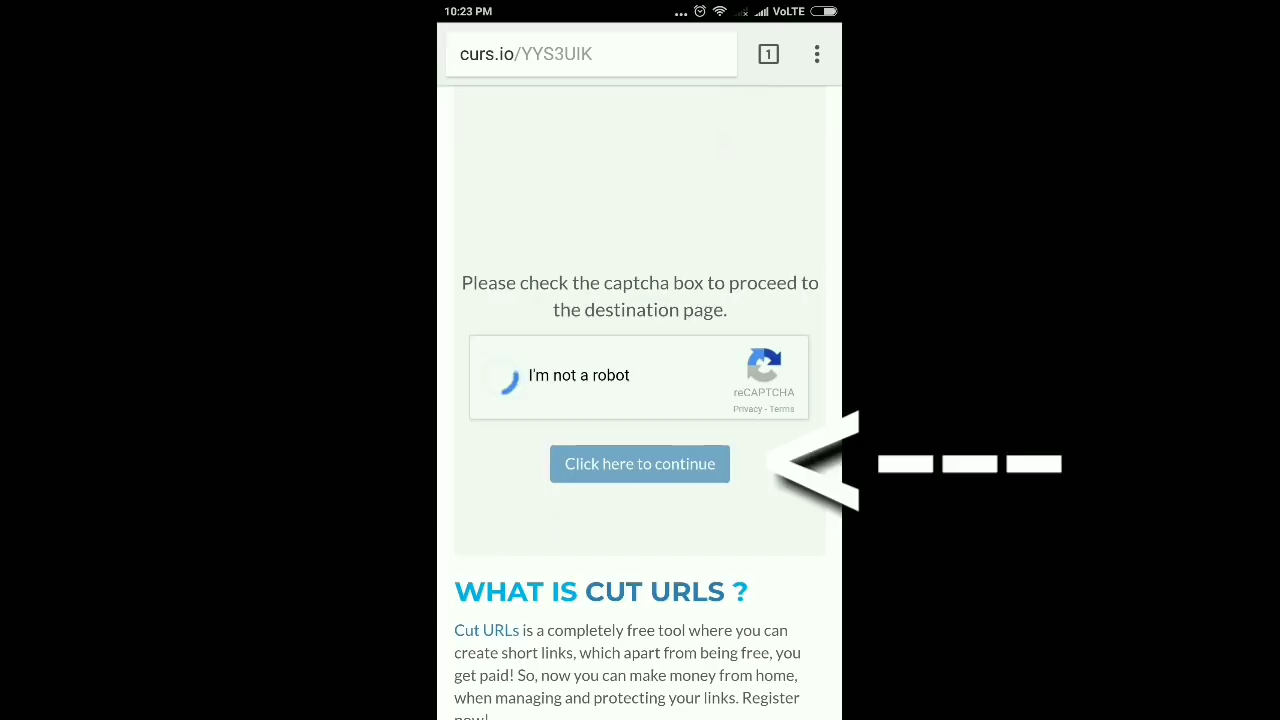 10:23 PM ... VoLTE
curs.io/YYS3UIK 1
Please check the captcha box to proceed to
the destination page.
I'm not a robot
reCAPTCHA
Privacy - Terms
Click here to continue
WHAT IS CUT URLS ?
Cut URLs is a completely free tool where you can
create short links, which apart from being free, you
get paid! So, now you can make money from home,
when managing and protecting your links. Register
now!